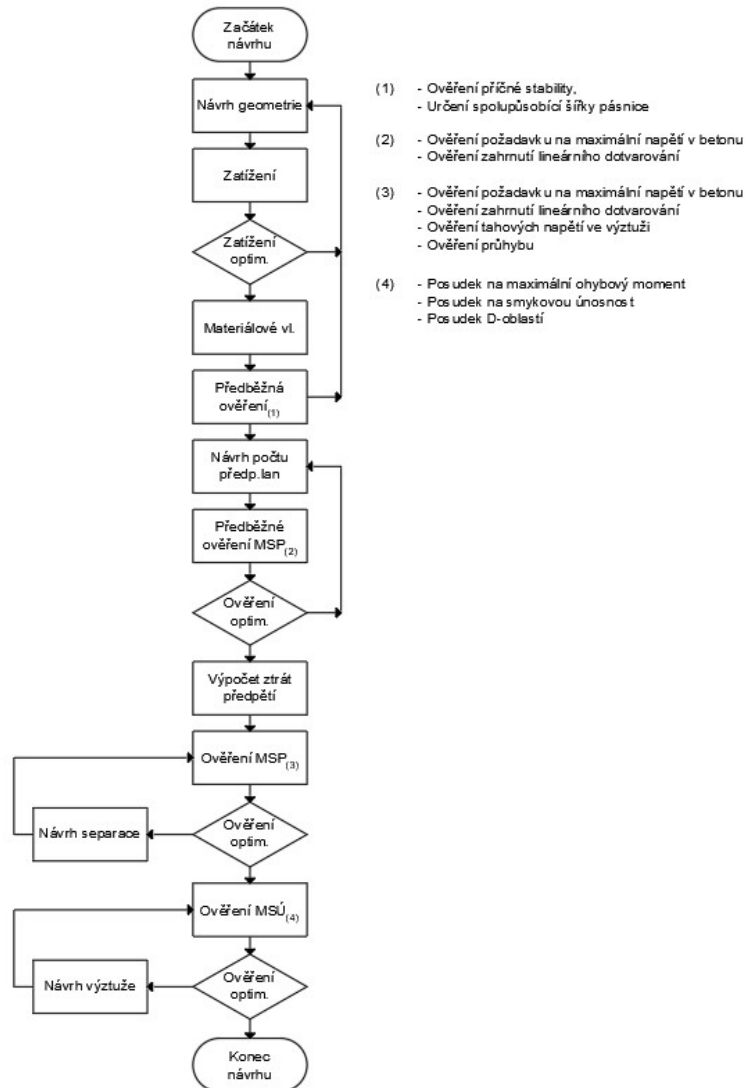 Začátek
návrhu
Návrh geometrie
Zatížení
Zatížení
optim.
Materiálové vl.
Předběžná
ověření(1)
Návrh počtu
předp.lan
Předběžné
ověření MSP(2)
Ověření
optim.
Výpočet ztrát
předpětí
Ověření MSP(3)
Návrh separace
Ověření
optim.
Ověření MSÚ(4)
Návrh výztuže
Ověření
optim.
Konec
návrhu
(1) - Ověření příčné stability,
- Určení spolupůsobící šířky pásnice
(2) - Ověření požadavku na maximální napětí v betonu
- Ověření zahrnutí lineárního dotvarování
(3) - Ověření požadavku na maximální napětí v betonu
- Ověření zahrnutí lineárního dotvarování
- Ověření tahových napětí ve výztuži
- Ověření průhybu
(4) - Posudek na maximální ohybový moment
- Posudek na smykovou únosnost
- Posudek D-oblastí